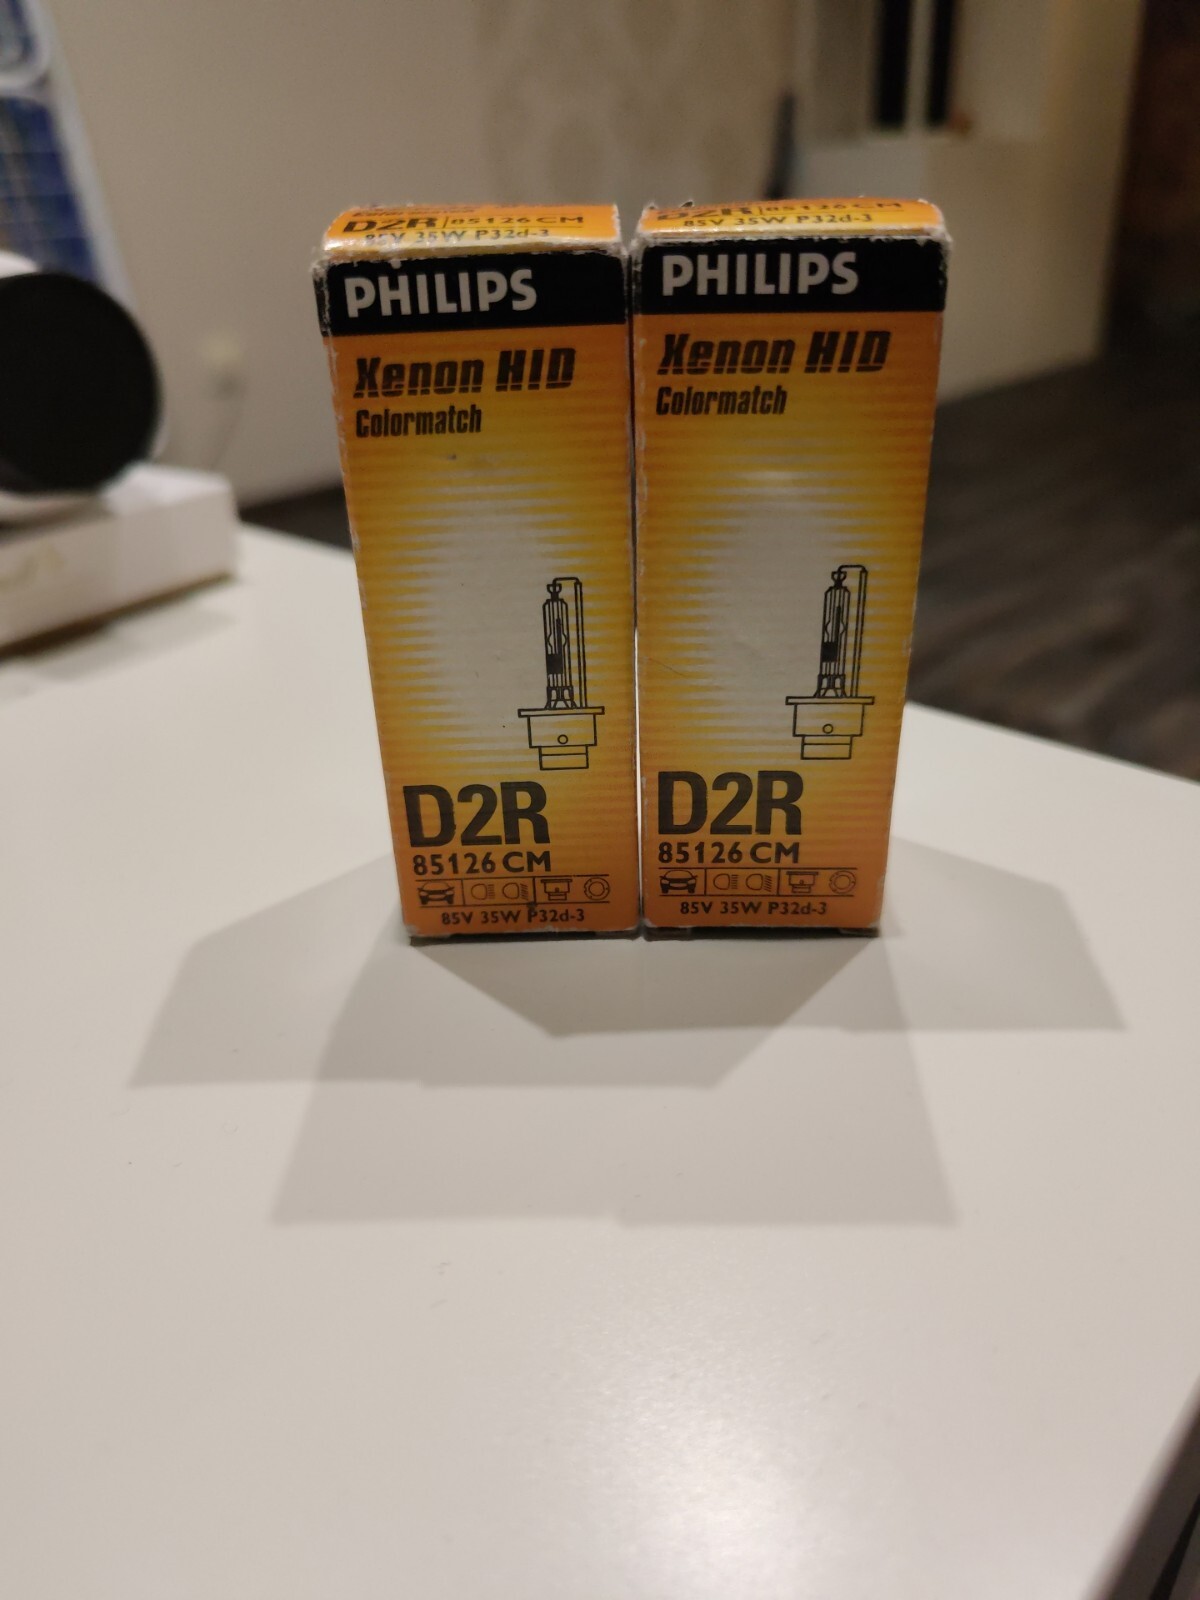 D2R 85126 CM
85V 35W P32d-3
PHILIPS
Xenon HID
Colormatch
D2R
85126 CM
85V 35W P32d-3
D2R 85126 CM
85V 35W P32d-3
PHILIPS
Xenon HID
Colormatch
D2R
85126 CM
85V 35W P32d-3